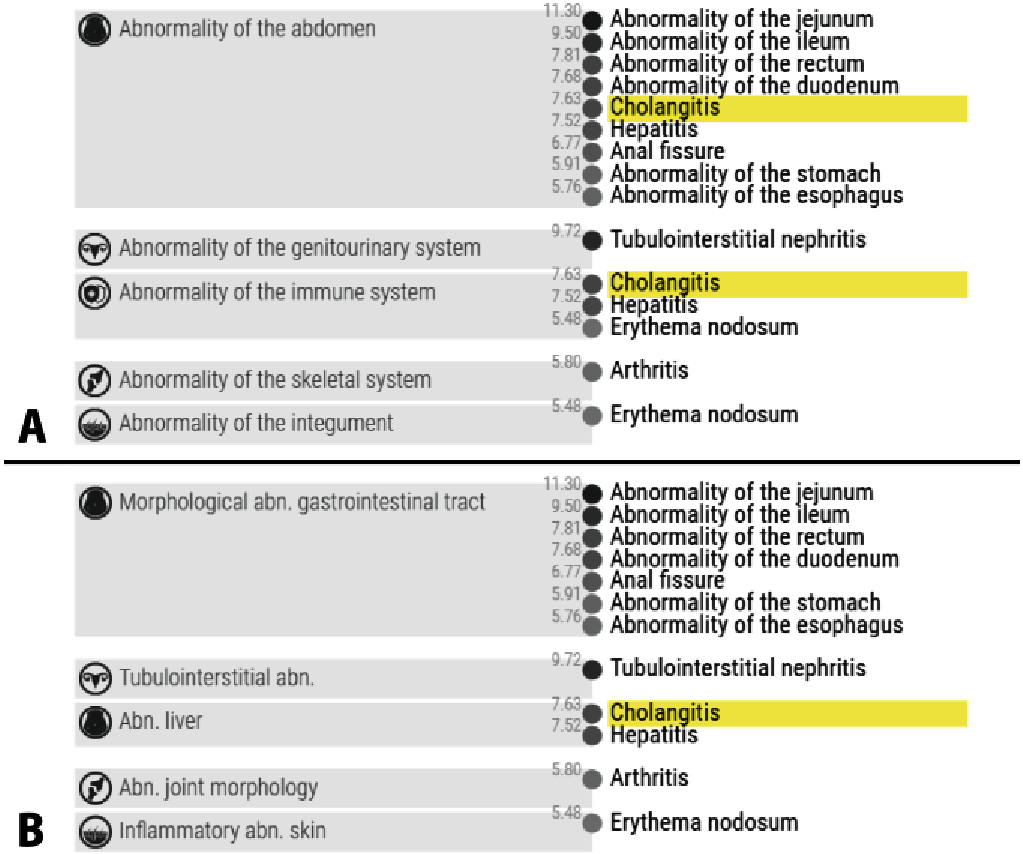 Abnormality of the abdomen
11.30 Abnormality of the jejunum
9.50 Abnormality of the ileum
7.81 Abnormality of the rectum
7.68 Abnormality of the duodenum
7.63 Cholangitis
7.52 Hepatitis
6.77 Anal fissure
5.91 Abnormality of the stomach
5.76 Abnormality of the esophagus
Abnormality of the genitourinary system
9.72 Tubulointerstitial nephritis
Abnormality of the immune system
7.63 Cholangitis
7.52 Hepatitis
5.48 Erythema nodosum
Abnormality of the skeletal system
5.80 Arthritis
Abnormality of the integument
5.48 Erythema nodosum
A
Morphological abn. gastrointestinal tract
11.30 Abnormality of the jejunum
9.50 Abnormality of the ileum
7.81 Abnormality of the rectum
7.68 Abnormality of the duodenum
6.77 Anal fissure
5.91 Abnormality of the stomach
5.76 Abnormality of the esophagus
Tubulointerstitial abn.
9.72 Tubulointerstitial nephritis
Abn. liver
7.63 Cholangitis
7.52 Hepatitis
Abn. joint morphology
5.80 Arthritis
Inflammatory abn. skin
5.48 Erythema nodosum
B